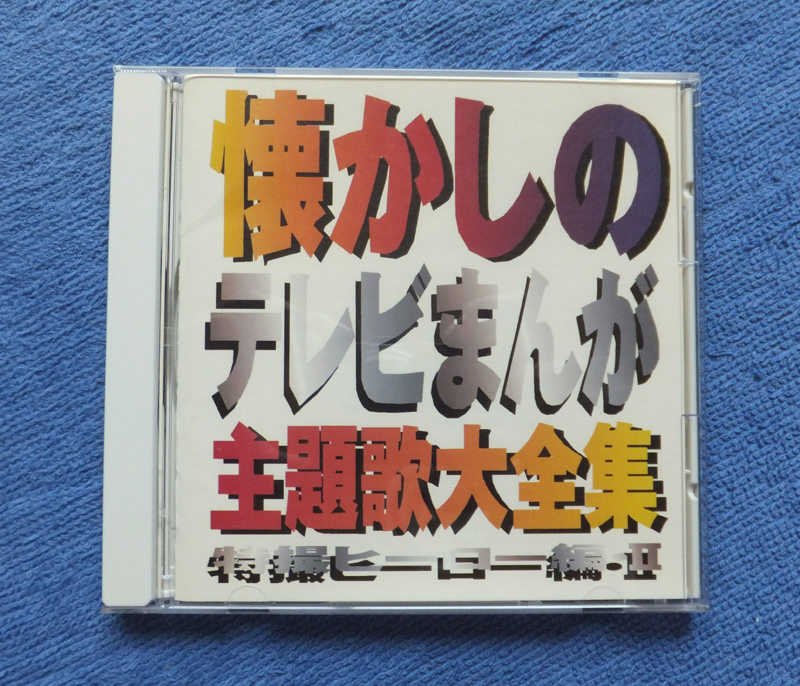 懐かしの
テレビまんが
主題歌大全集
特撮ヒーロー編・II